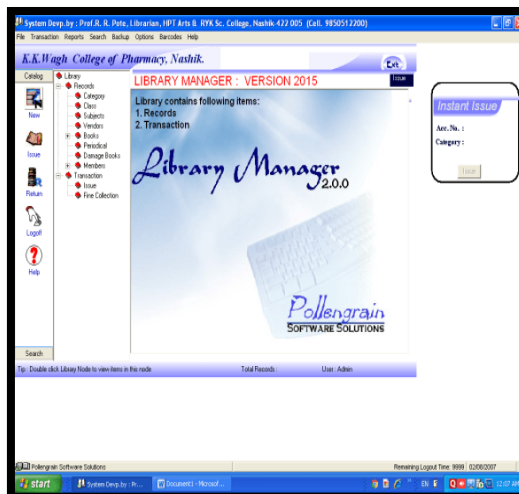 System Devp.by : Prof.R. R. Pote, Librarian, HPT Arts & RYK Sc. College, Nashik-422 005 (Cell. 9850512200)
File Transaction Reports Search Backup Options Barcodes Help
K.K.Wagh College of Pharmacy, Nashik.
Exit
Catalog
New
Issue
Return
Logoff
Help
Search
Library
Records
Category
Class
Subjects
Vendors
Books
Periodical
Damage Books
Members
Transaction
Issue
Fine Collection
LIBRARY MANAGER : VERSION 2015
Issue
Library contains following items:
1. Records
2. Transaction
Library Manager
2.0.0
Pollengrain
SOFTWARE SOLUTIONS
Instant Issue
Acc. No. :
Category :
Issue
Tip: Double click Library Node to view items in this node
Total Records :
User : Admin
Pollengrain Software Solutions
Remaining Logout Time: 9999
02/08/2007
start
System Devp.by : Pr...
Document1 - Microsof...
EN
12:07 AM